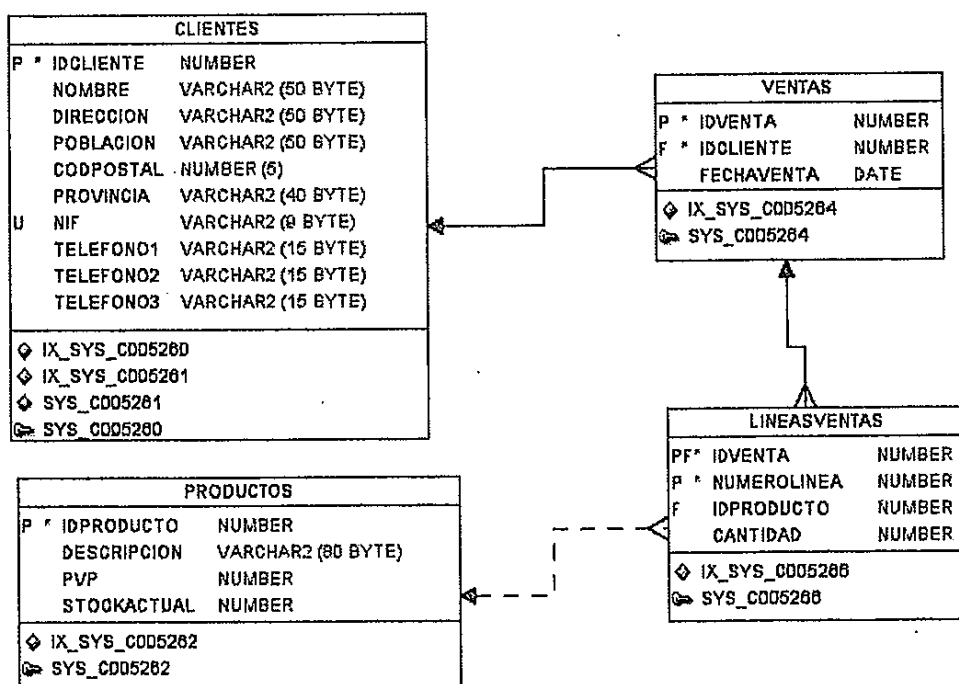 CLIENTES
P * IDCLIENTE NUMBER
NOMBRE VARCHAR2 (50 BYTE)
DIRECCION VARCHAR2 (50 BYTE)
POBLACION VARCHAR2 (50 BYTE)
CODPOSTAL NUMBER (5)
PROVINCIA VARCHAR2 (40 BYTE)
U NIF VARCHAR2 (9 BYTE)
TELEFONO1 VARCHAR2 (15 BYTE)
TELEFONO2 VARCHAR2 (15 BYTE)
TELEFONO3 VARCHAR2 (15 BYTE)
IX_SYS_C005260
IX_SYS_C005261
SYS_C005261
SYS_C005260
VENTAS
P * IDVENTA NUMBER
F * IDCLIENTE NUMBER
FECHAVENTA DATE
IX_SYS_C005264
SYS_C005264
LINEASVENTAS
PF* IDVENTA NUMBER
P * NUMEROLINEA NUMBER
F IDPRODUCTO NUMBER
CANTIDAD NUMBER
IX_SYS_C005266
SYS_C005266
PRODUCTOS
P * IDPRODUCTO NUMBER
DESCRIPCION VARCHAR2 (80 BYTE)
PVP NUMBER
STOCKACTUAL NUMBER
IX_SYS_C005262
SYS_C005262